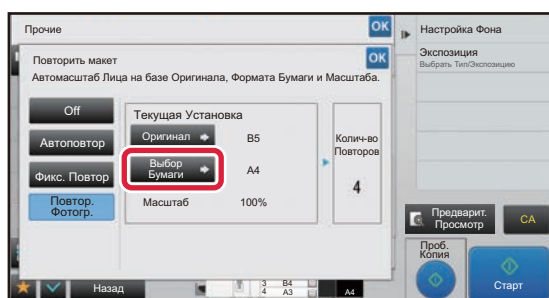 Прочие
OK
Настройка Фона
Повторить макет
OK
Автомасштаб Лица на базе Оригинала, Формата Бумаги и Масштаба.
Экспозиция
Выбрать Тип/Экспозицию
Off
Автоповтор
Фикс. Повтор
Повтор.
Фотогр.
Текущая Установка
Оригинал
B5
Выбор
Бумаги
A4
Масштаб
100%
Колич-во
Повторов
4
Предварит.
Просмотр
CA
Проб.
Копия
Старт
Назад
3 B4
4 A3
A4